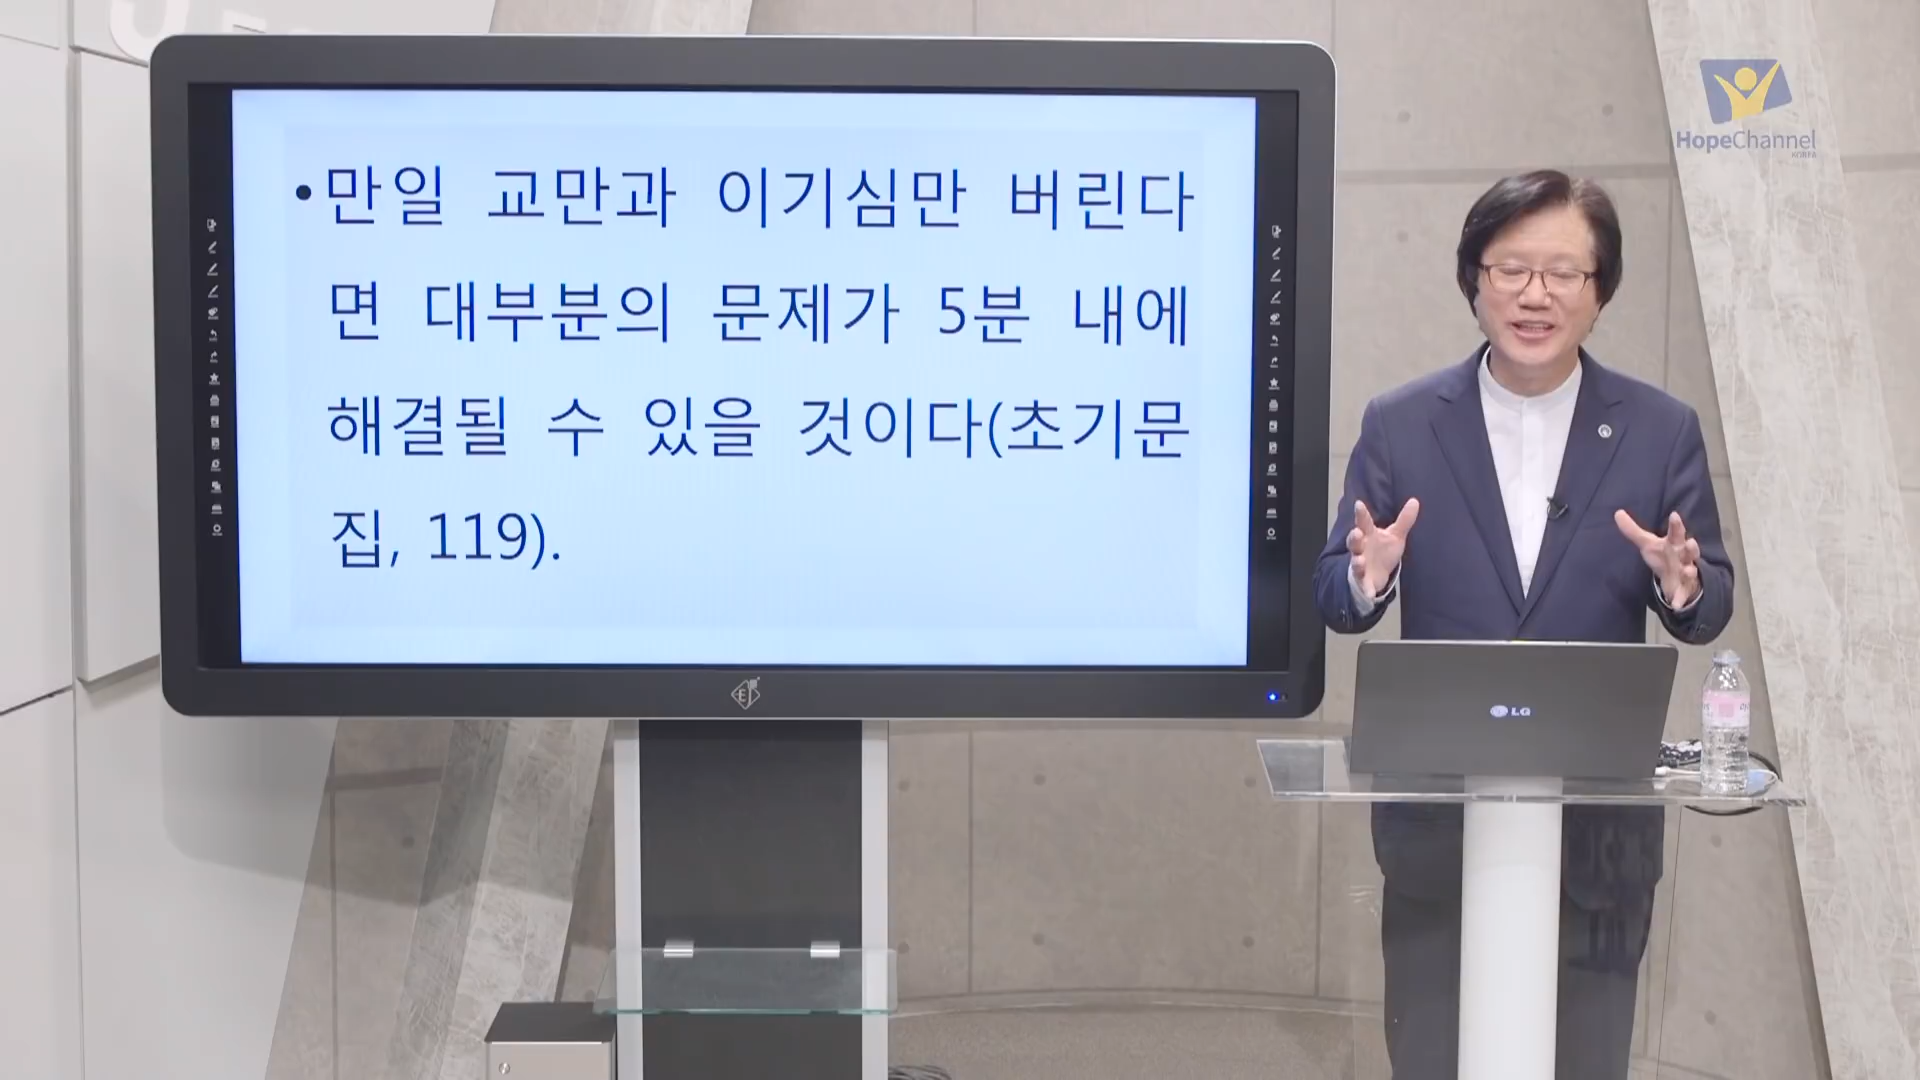 • 만일 교만과 이기심만 버린다
면 대부분의 문제가 5분 내에
해결될 수 있을 것이다(초기문
집, 119).
HopeChannel
KOREA
LG